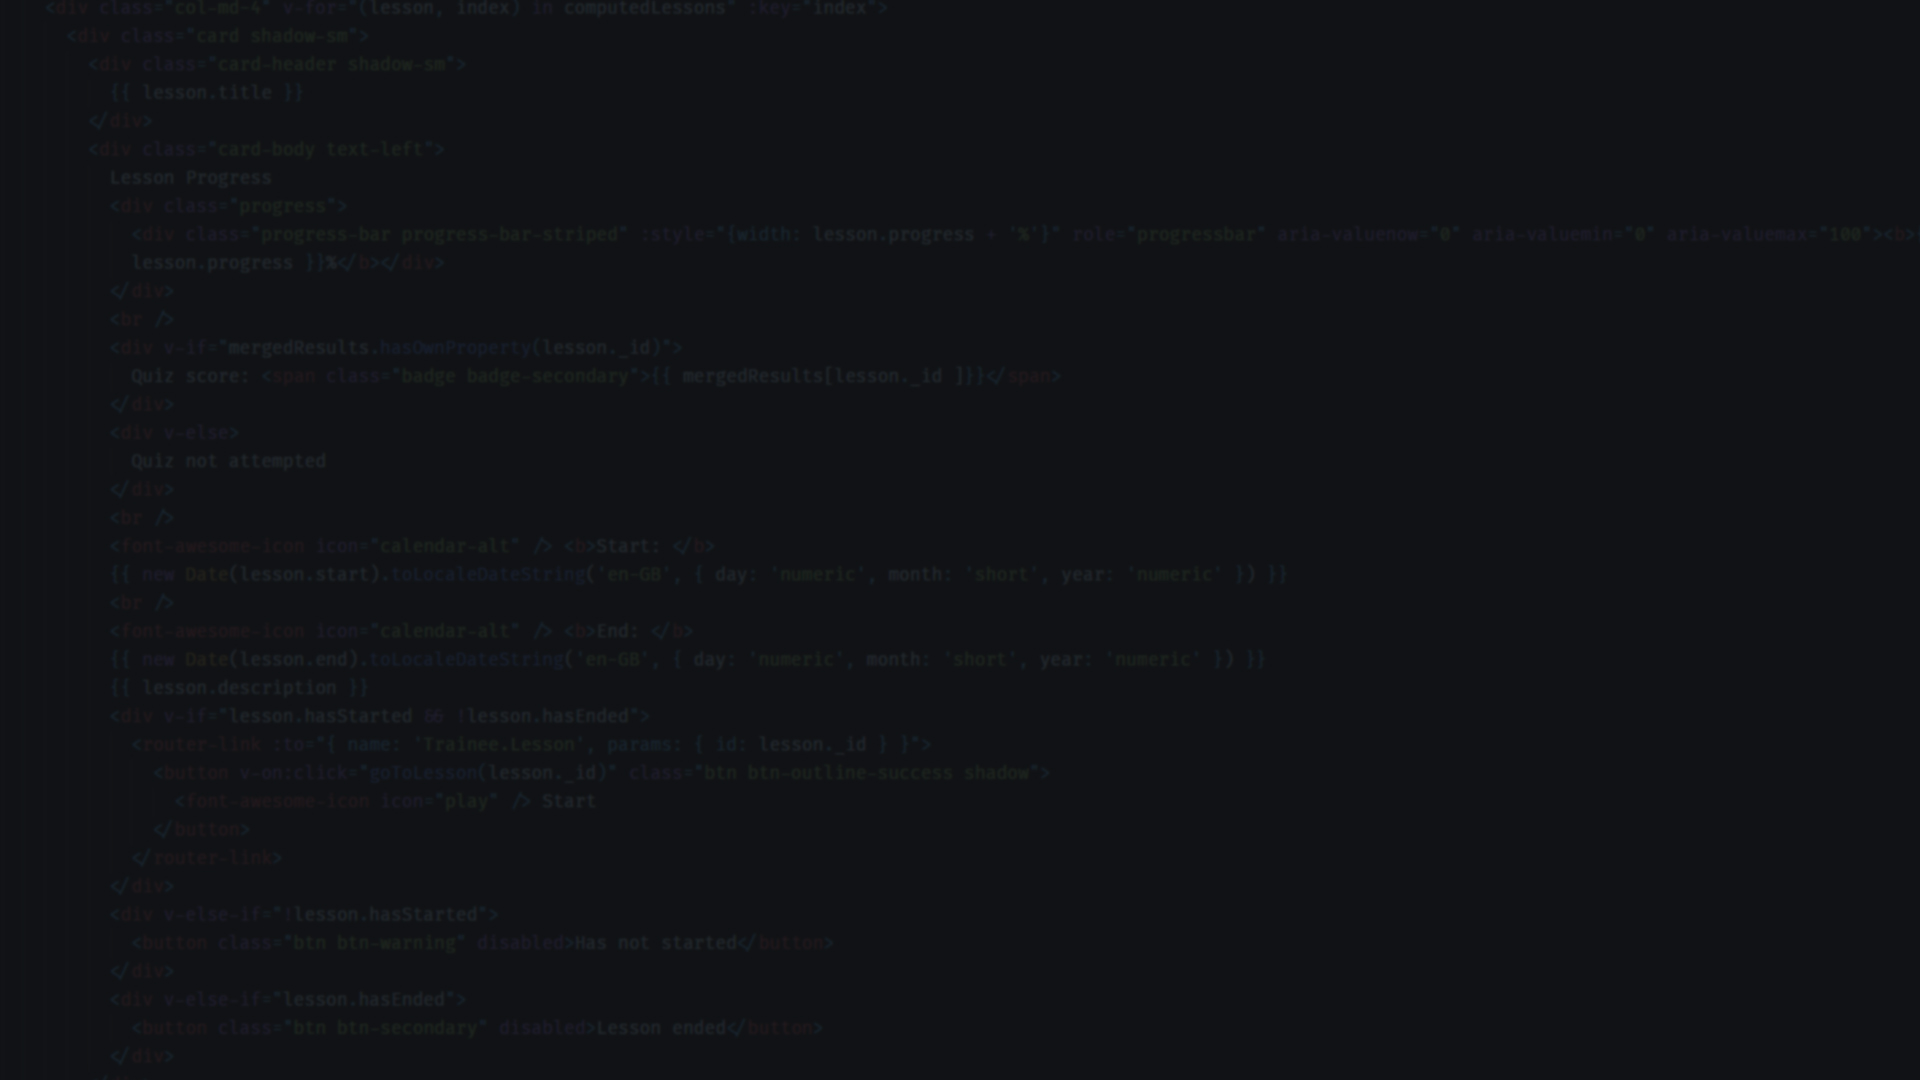 <div class="col-md-4" v-for="(lesson, index) in computedLessons" :key="index">
<div class="card shadow-sm">
<div class="card-header shadow-sm">
{{ lesson.title }}
</div>
<div class="card-body text-left">
Lesson Progress
<div class="progress">
<div class="progress-bar progress-bar-striped" :style="{width: lesson.progress + '%'}" role="progressbar" aria-valuenow="0" aria-valuemin="0" aria-valuemax="100"><b>
lesson.progress }}%</b></div>
</div>
<br />
<div v-if="mergedResults.hasOwnProperty(lesson._id)">
Quiz score: <span class="badge badge-secondary">{{ mergedResults[lesson._id ]}}</span>
</div>
<div v-else>
Quiz not attempted
</div>
<br />
<font-awesome-icon icon="calendar-alt" /> <b>Start: </b>
{{ new Date(lesson.start).toLocaleDateString('en-GB', { day: 'numeric', month: 'short', year: 'numeric' }) }}
<br />
<font-awesome-icon icon="calendar-alt" /> <b>End: </b>
{{ new Date(lesson.end).toLocaleDateString('en-GB', { day: 'numeric', month: 'short', year: 'numeric' }) }}
{{ lesson.description }}
<div v-if="lesson.hasStarted && !lesson.hasEnded">
<router-link :to="{ name: 'Trainee.Lesson', params: { id: lesson._id } }">
<button v-on:click="goToLesson(lesson._id)" class="btn btn-outline-success shadow">
<font-awesome-icon icon="play" /> Start
</button>
</router-link>
</div>
<div v-else-if="!lesson.hasStarted">
<button class="btn btn-warning" disabled>Has not started</button>
</div>
<div v-else-if="lesson.hasEnded">
<button class="btn btn-secondary" disabled>Lesson ended</button>
</div>